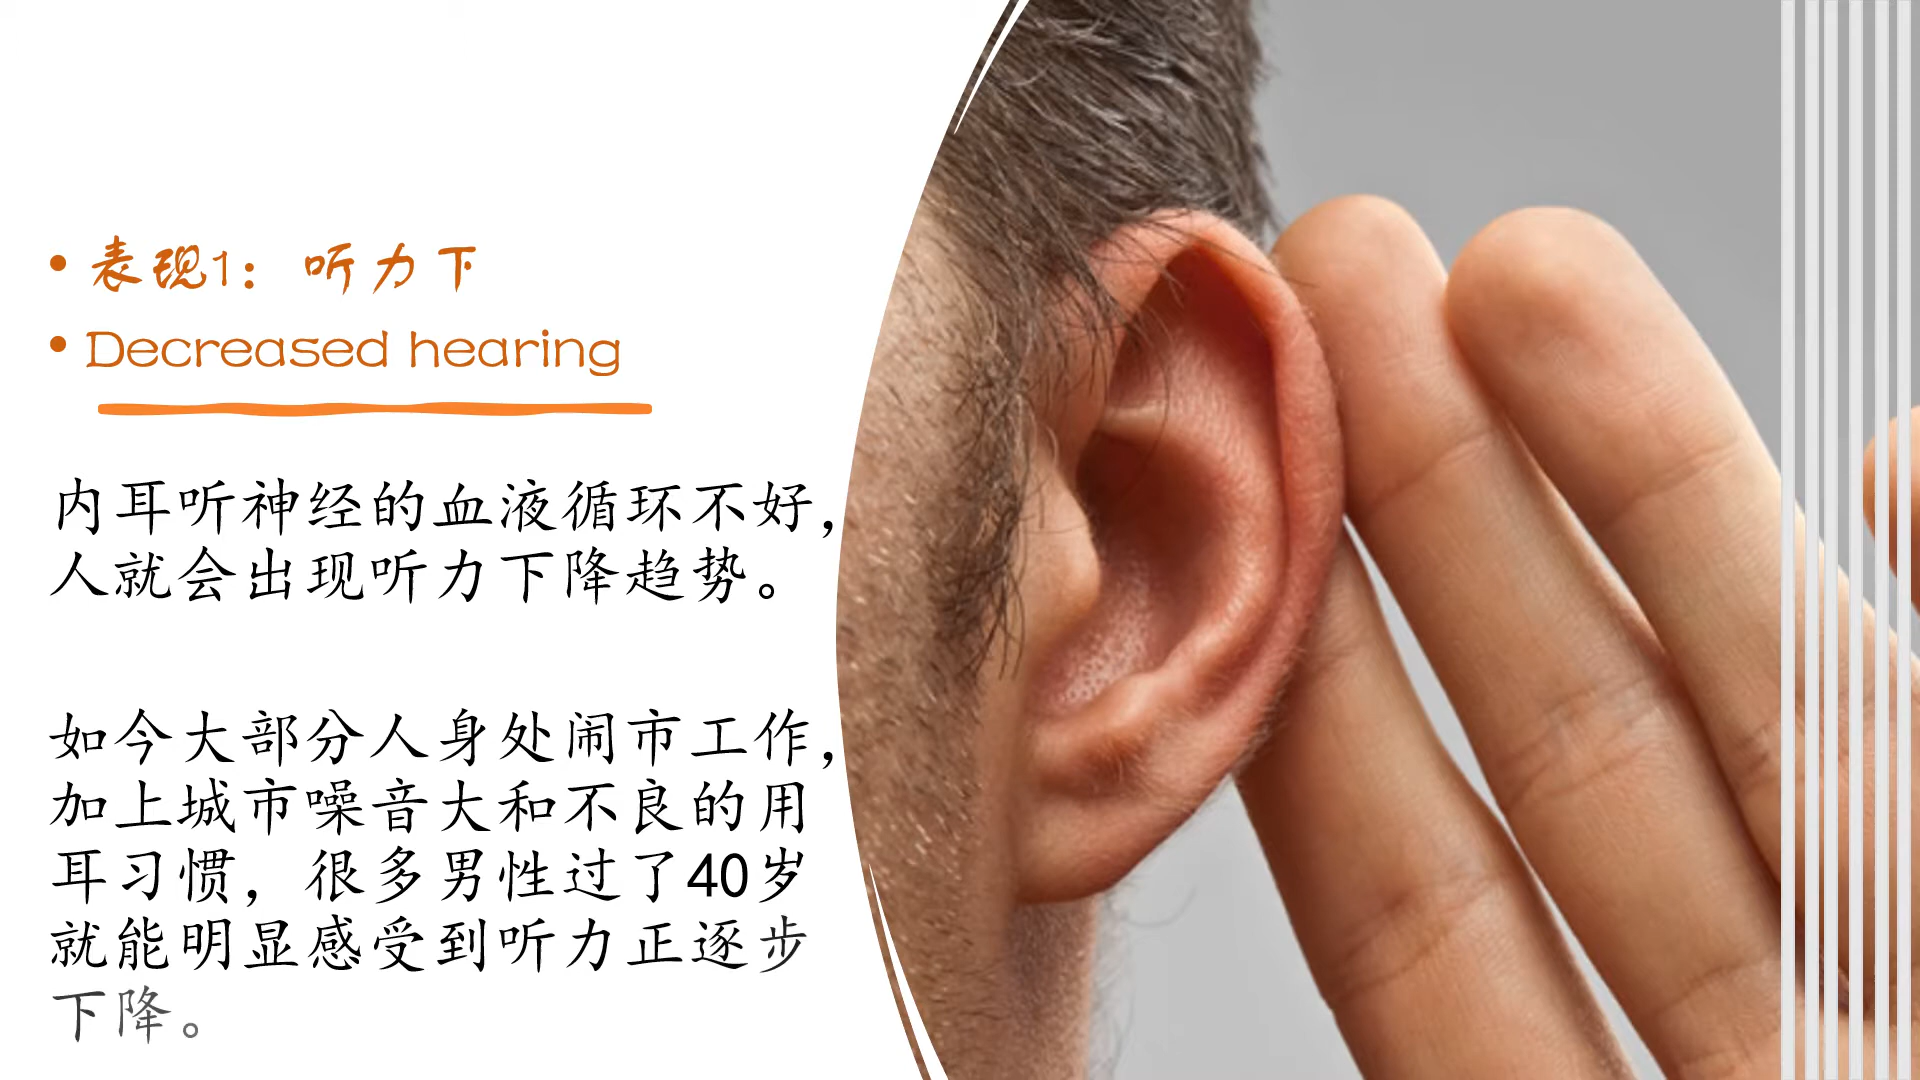 • 表现1：听力下
• Decreased hearing
内耳听神经的血液循环不好，
人就会出现听力下降趋势。
如今大部分人身处闹市工作，
加上城市噪音大和不良的用
耳习惯，很多男性过了40岁
就能明显感受到听力正逐步
下降。